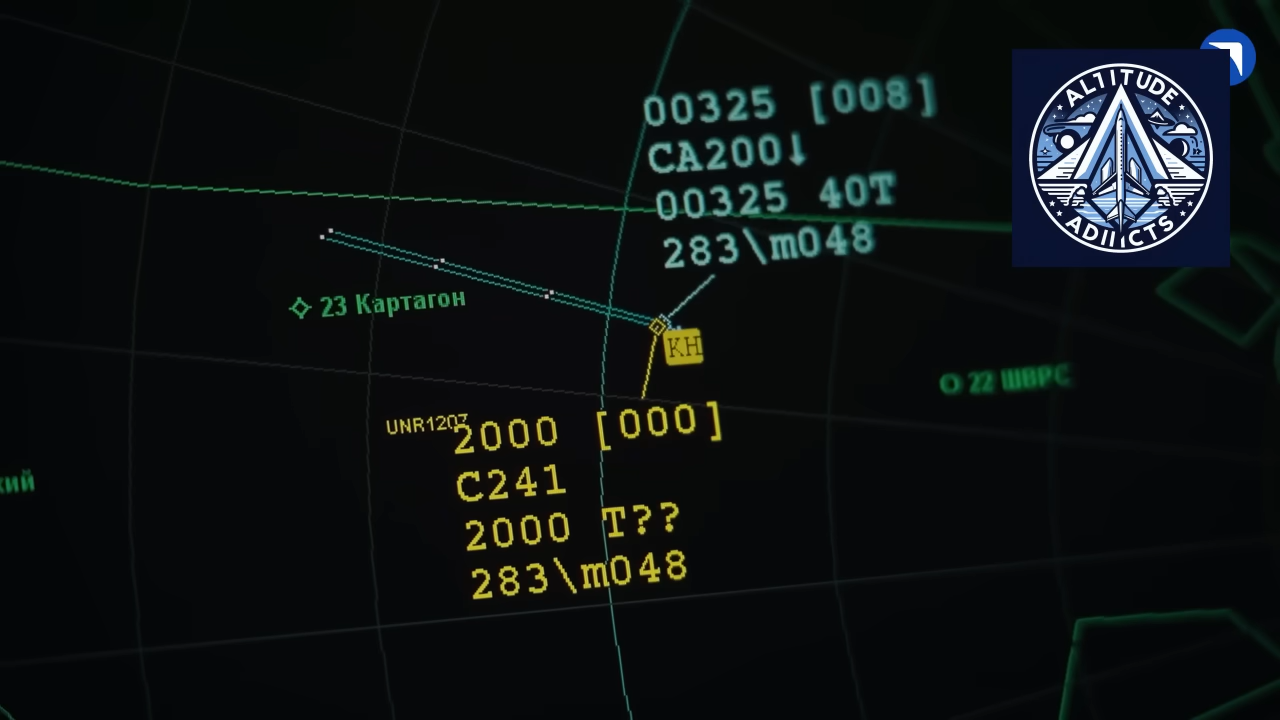 00325 [008]
CA200↓
00325 40T
283\m048
ALTITUDE
ADIIICTS
23 Картагон
КН
22 ШВРС
UNR1207
2000 [000]
C241
2000 T??
283\m048
кий